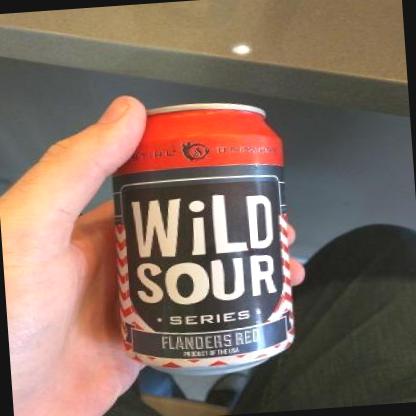 WiLD
SOUR
• SERIES •
FLANDERS RED
PRODUCT OF THE USA